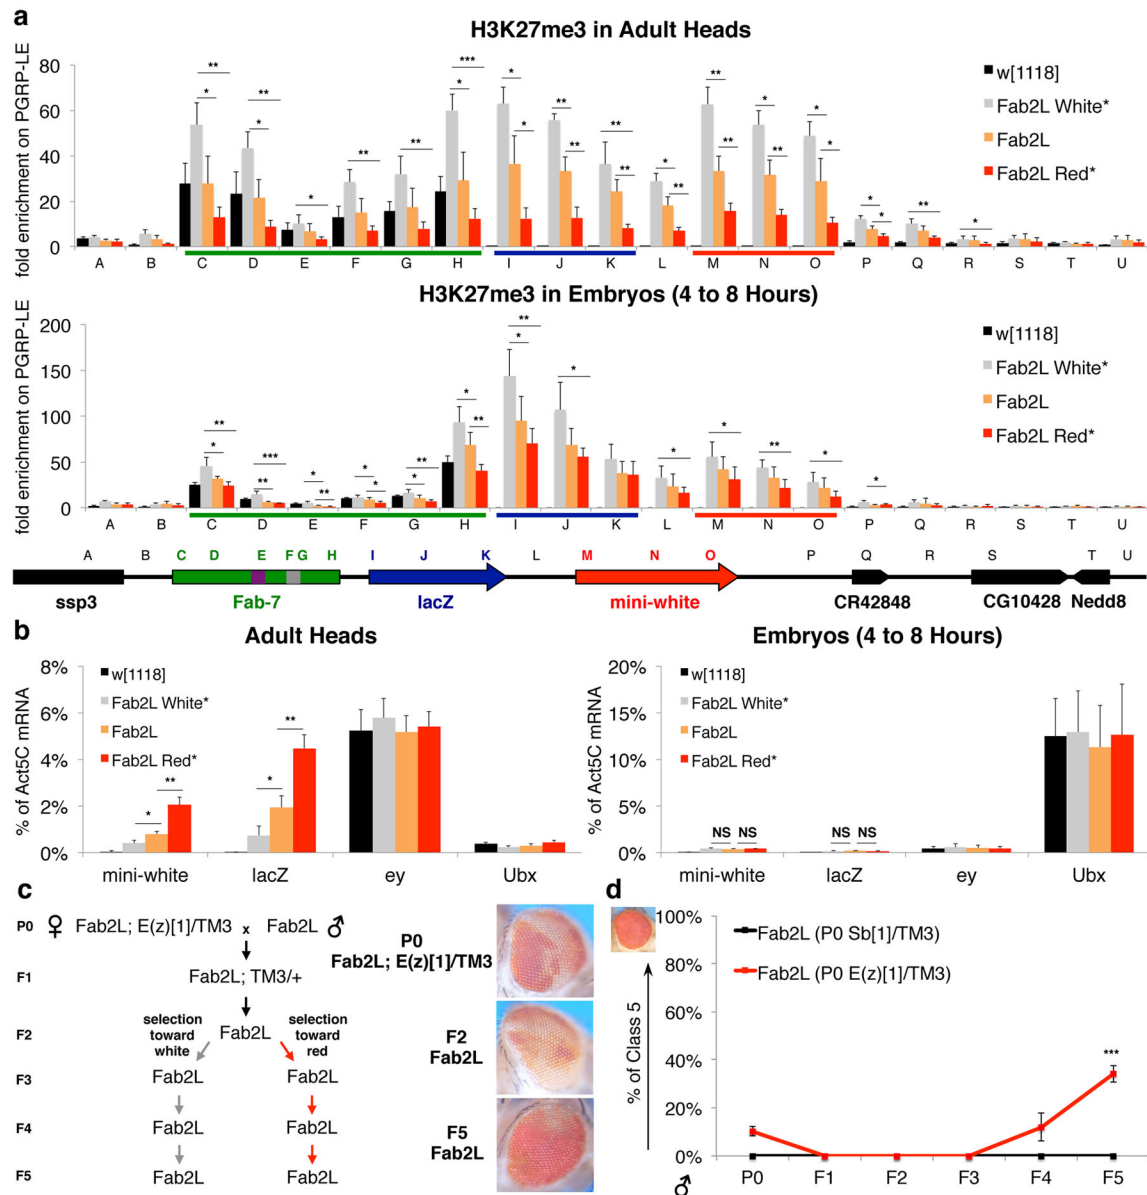 a
H3K27me3 in Adult Heads
fold enrichment on PGRP-LE
80
60
40
20
0
w[1118]
Fab2L White*
Fab2L
Fab2L Red*
** * ** * * ** ** *** * * * ** ** ** ** * ** ** ** * ** * * * * ** *
A B C D E F G H I J K L M N O P Q R S T U
H3K27me3 in Embryos (4 to 8 Hours)
fold enrichment on PGRP-LE
200
150
100
50
0
w[1118]
Fab2L White*
Fab2L
Fab2L Red*
** * *** ** * ** * * ** * * ** ** * * * * ** * *
A B C D E F G H I J K L M N O P Q R S T U
A B C D E F G H I J K L M N O P Q R S T U
ssp3 Fab-7 lacZ mini-white CR42848 CG10428 Nedd8
b
Adult Heads
% of Act5C mRNA
8%
6%
4%
2%
0%
w[1118]
Fab2L White*
Fab2L
Fab2L Red*
* ** * **
mini-white lacZ ey Ubx
Embryos (4 to 8 Hours)
% of Act5C mRNA
20%
15%
10%
5%
0%
w[1118]
Fab2L White*
Fab2L
Fab2L Red*
NS NS NS NS
mini-white lacZ ey Ubx
c
P0 ♀ Fab2L; E(z)[1]/TM3 x Fab2L ♂
F1 Fab2L; TM3/+
F2 Fab2L
selection toward white
selection toward red
F3 Fab2L Fab2L
F4 Fab2L Fab2L
F5 Fab2L Fab2L
P0
Fab2L; E(z)[1]/TM3
F2
Fab2L
F5
Fab2L
d
% of Class 5
100%
80%
60%
40%
20%
0%
Fab2L (P0 Sb[1]/TM3)
Fab2L (P0 E(z)[1]/TM3)
***
♂ P0 F1 F2 F3 F4 F5